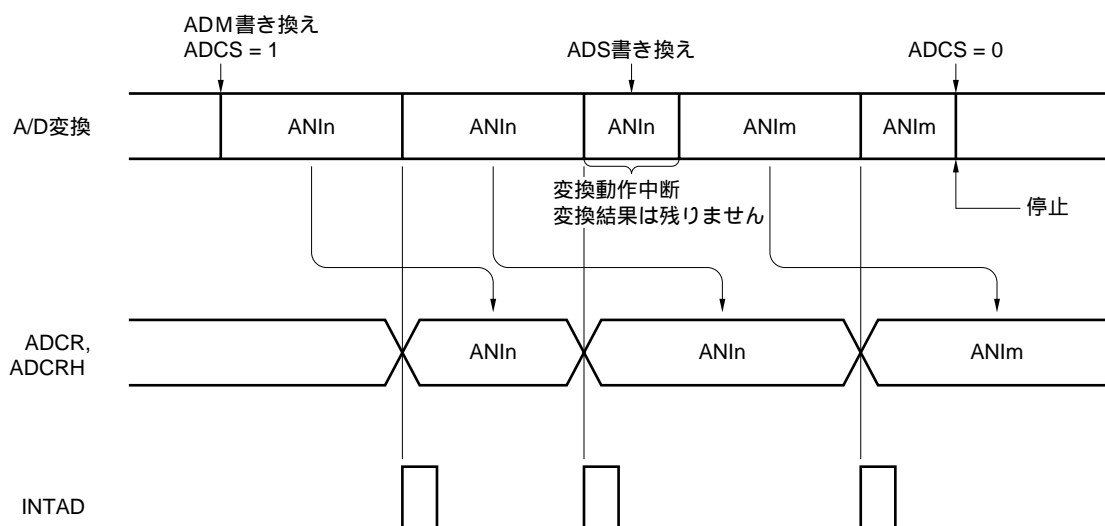 ADM書き換え
ADCS = 1
ADS書き換え
ADCS = 0
A/D変換
ANIn
ANIn
ANIn
ANIm
ANIm
変換動作中断
変換結果は残りません
停止
ADCR,
ADCRH
ANIn
ANIn
ANIm
INTAD